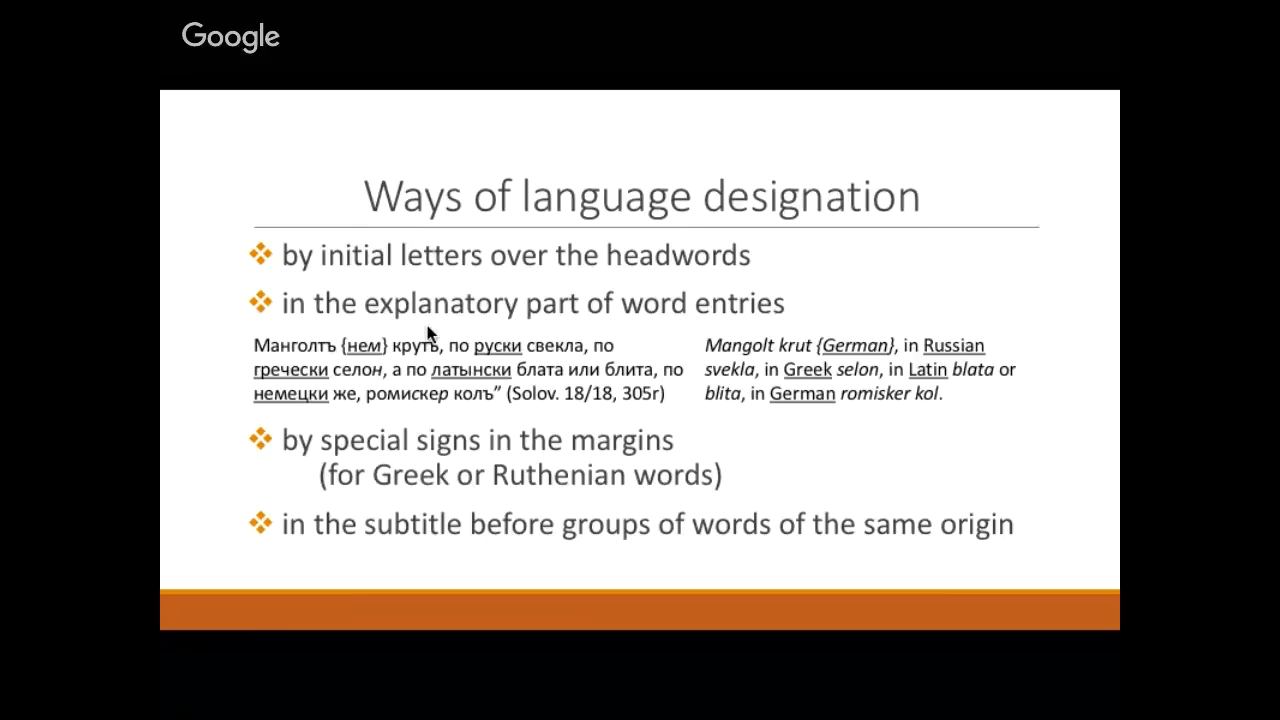 Google
Ways of language designation
❖ by initial letters over the headwords
❖ in the explanatory part of word entries
Манголтъ {нем} крутъ, по руски свекла, по
гречески селон, а по латынски блата или блита, по
немецки же, ромискер колъ” (Solov. 18/18, 305r)
Mangolt krut {German}, in Russian
svekla, in Greek selon, in Latin blata or
blita, in German romisker kol.
❖ by special signs in the margins
(for Greek or Ruthenian words)
❖ in the subtitle before groups of words of the same origin